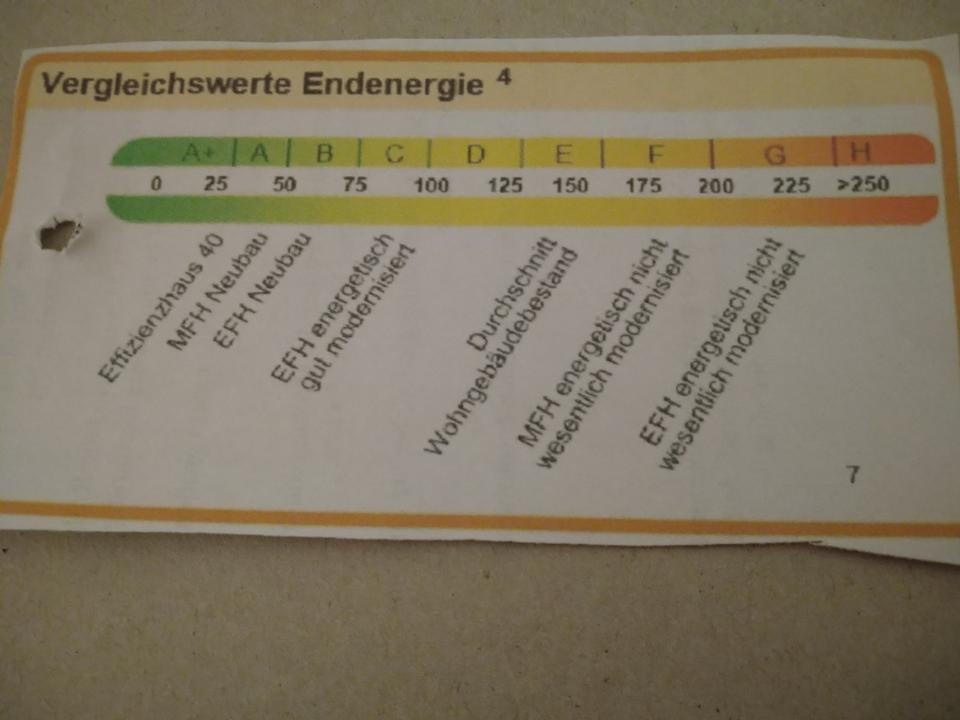 Vergleichswerte Endenergie 4
A+ | A | B | C | D | E | F | G | H
0 25 50 75 100 125 150 175 200 225 >250
Effizienzhaus 40
MFH Neubau
EFH Neubau
EFH energetisch
gut modernisiert
Durchschnitt
Wohngebäudebestand
MFH energetisch nicht
wesentlich modernisiert
EFH energetisch nicht
wesentlich modernisiert
7